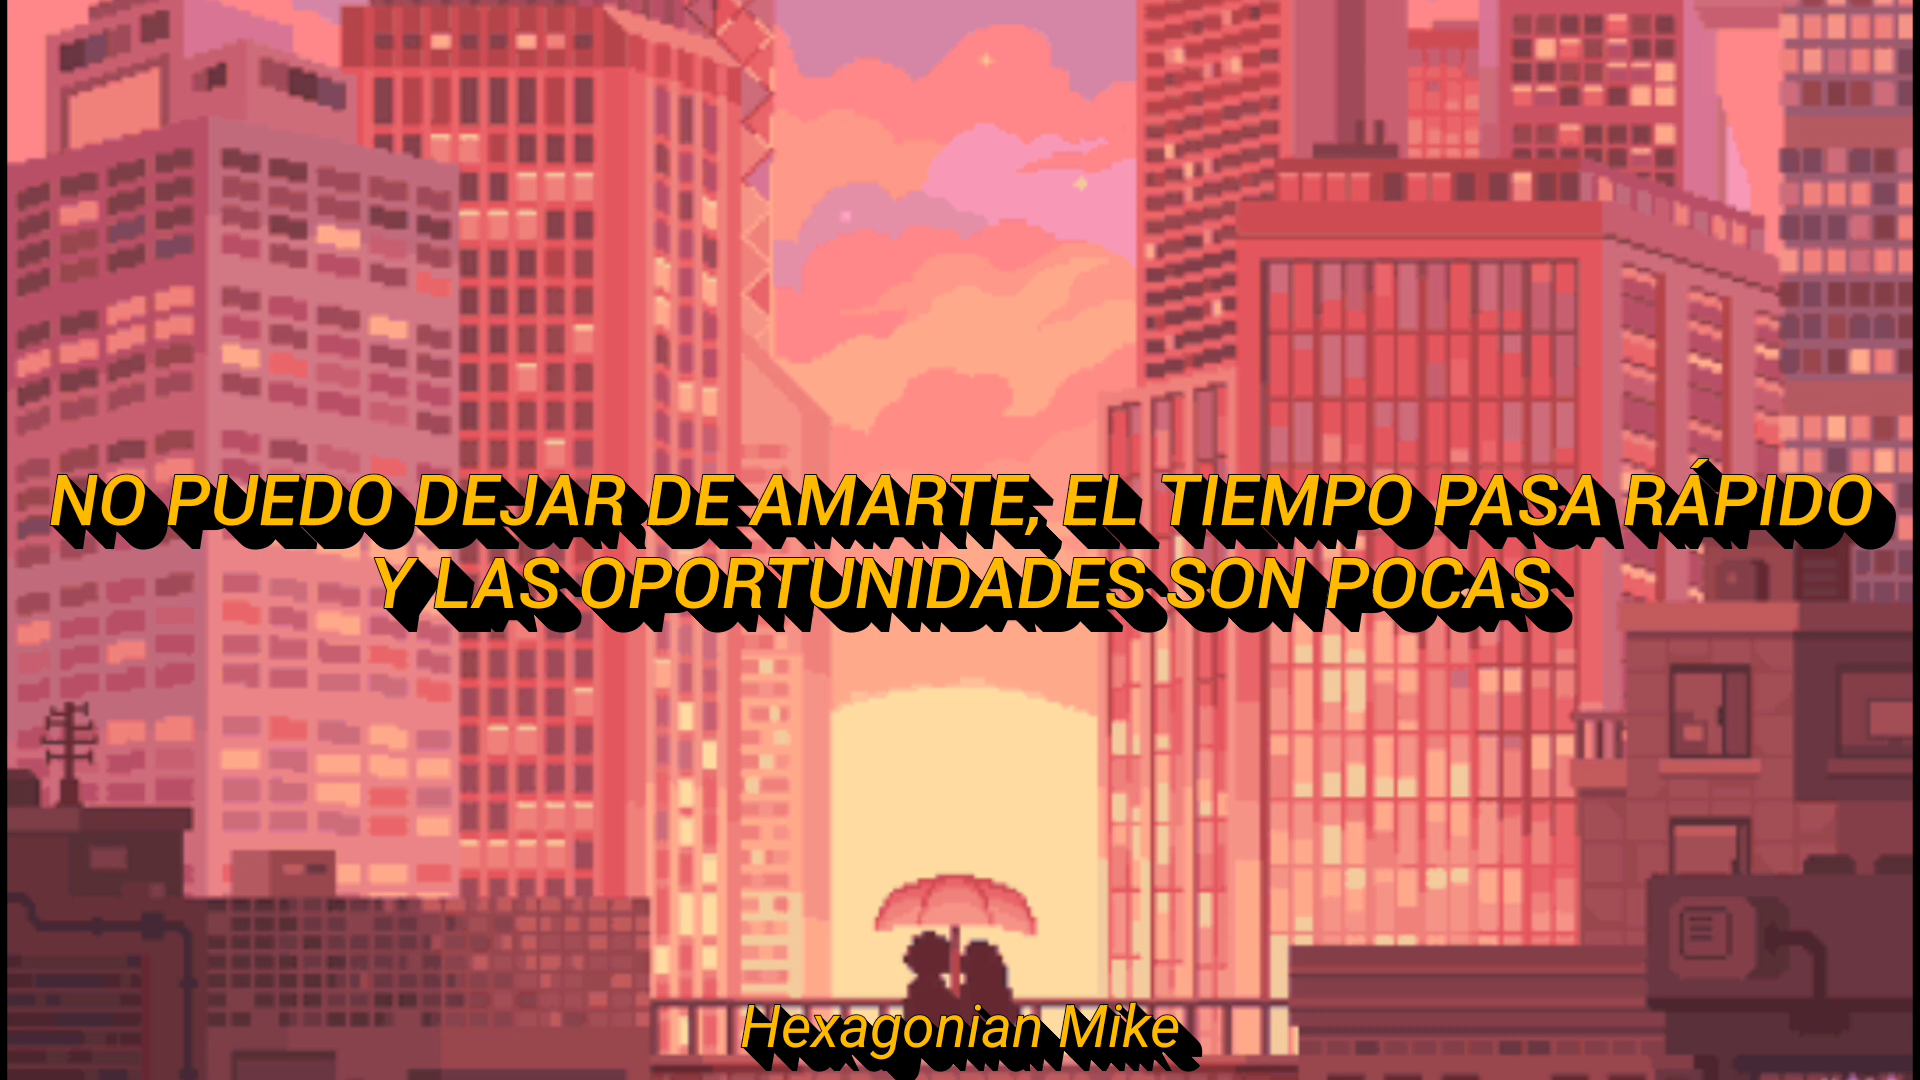 NO PUEDO DEJAR DE AMARTE, EL TIEMPO PASA RÁPIDO
Y LAS OPORTUNIDADES SON POCAS
Hexagonian Mike